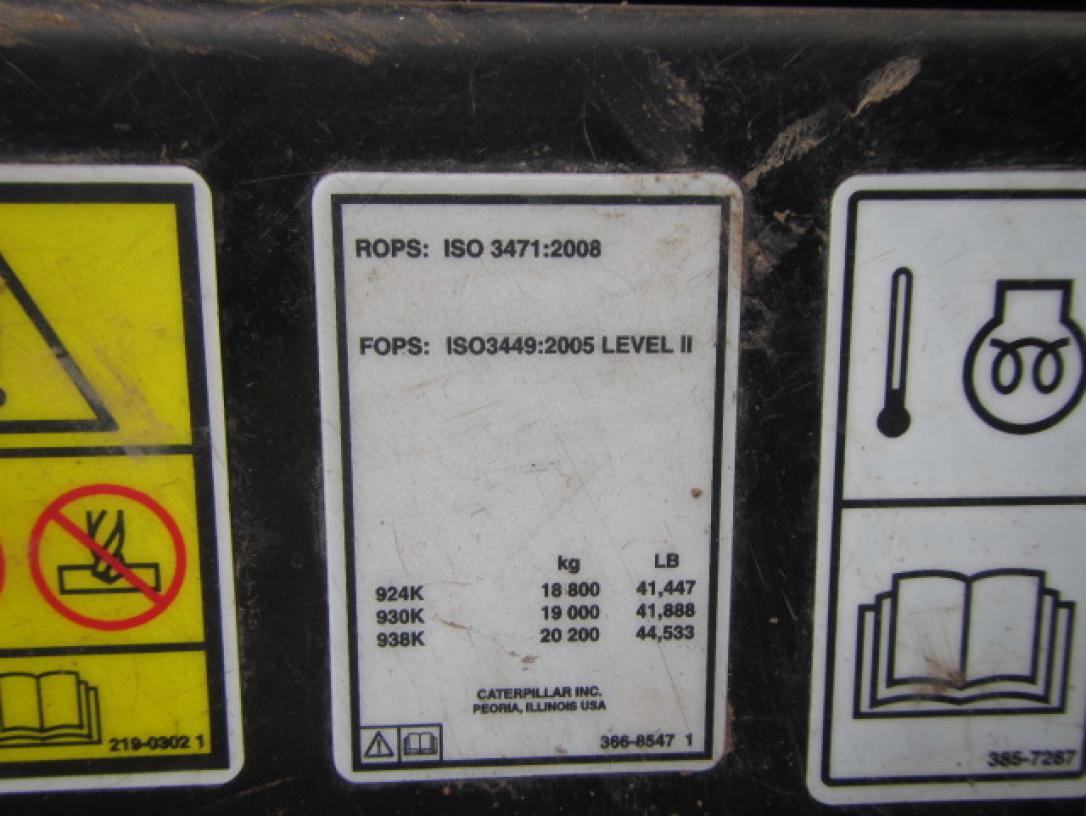 ROPS: ISO 3471:2008
FOPS: ISO3449:2005 LEVEL II
kg LB
924K 18 800 41,447
930K 19 000 41,888
938K 20 200 44,533
CATERPILLAR INC.
PEORIA, ILLINOIS USA
366-8547 1
219-0302 1
385-7287